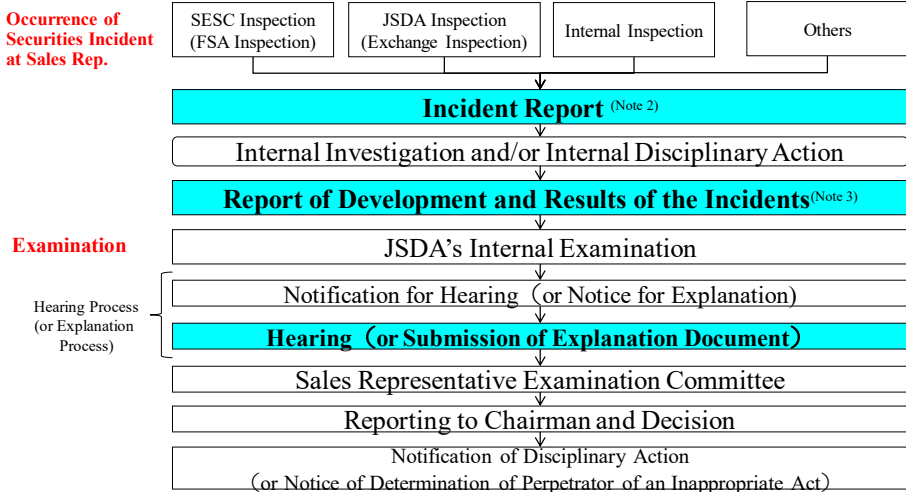 Occurrence of
Securities Incident
at Sales Rep.
SESC Inspection
(FSA Inspection)
JSDA Inspection
(Exchange Inspection)
Internal Inspection
Others
Incident Report (Note 2)
Internal Investigation and/or Internal Disciplinary Action
Report of Development and Results of the Incidents(Note 3)
Examination
JSDA's Internal Examination
Hearing Process
(or Explanation
Process)
Notification for Hearing（or Notice for Explanation)
Hearing（or Submission of Explanation Document）
Sales Representative Examination Committee
Reporting to Chairman and Decision
Notification of Disciplinary Action
(or Notice of Determination of Perpetrator of an Inappropriate Act）